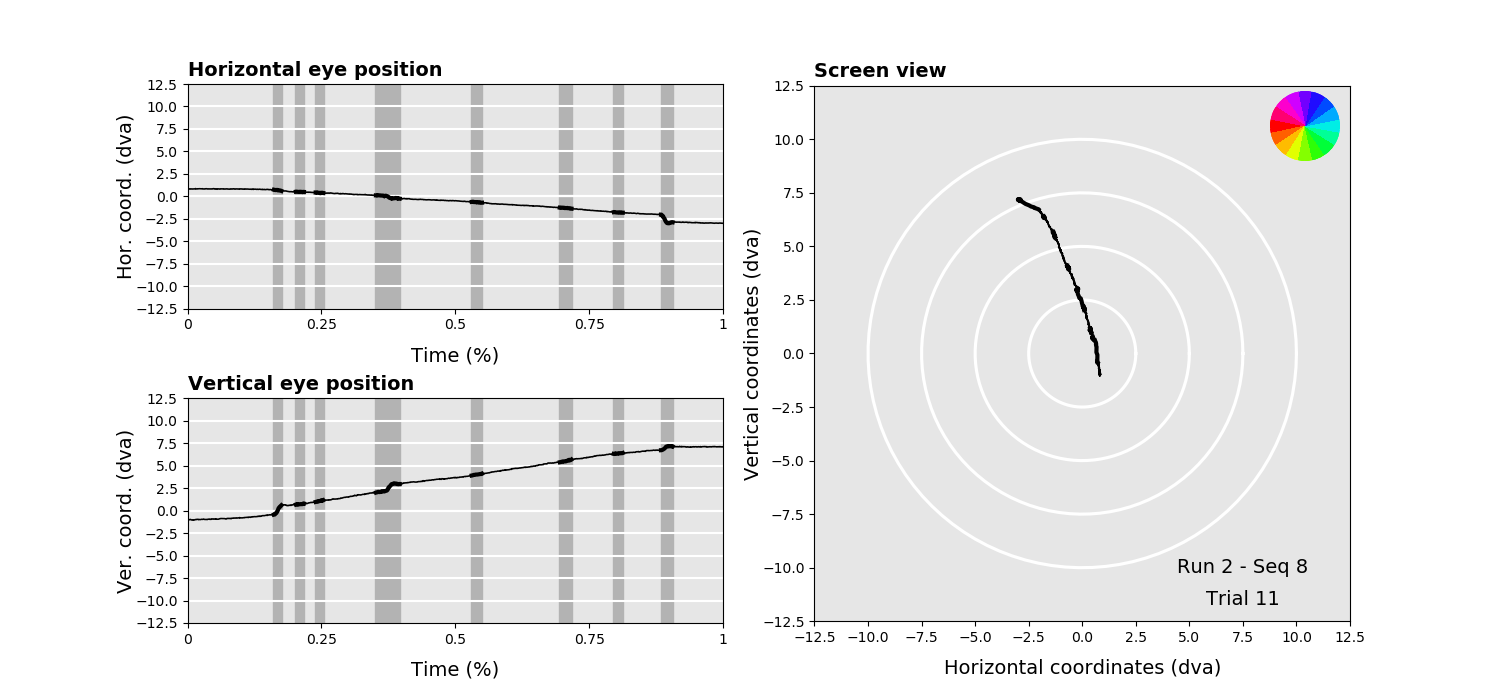 Horizontal eye position
12.5
10.0
7.5
5.0
2.5
0.0
−2.5
−5.0
−7.5
−10.0
−12.5
Hor. coord. (dva)
0 0.25 0.5 0.75 1
Time (%)
Vertical eye position
12.5
10.0
7.5
5.0
2.5
0.0
−2.5
−5.0
−7.5
−10.0
−12.5
Ver. coord. (dva)
0 0.25 0.5 0.75 1
Time (%)
Screen view
12.5
10.0
7.5
5.0
2.5
0.0
−2.5
−5.0
−7.5
−10.0
−12.5
Vertical coordinates (dva)
Run 2 - Seq 8
Trial 11
−12.5 −10.0 −7.5 −5.0 −2.5 0.0 2.5 5.0 7.5 10.0 12.5
Horizontal coordinates (dva)